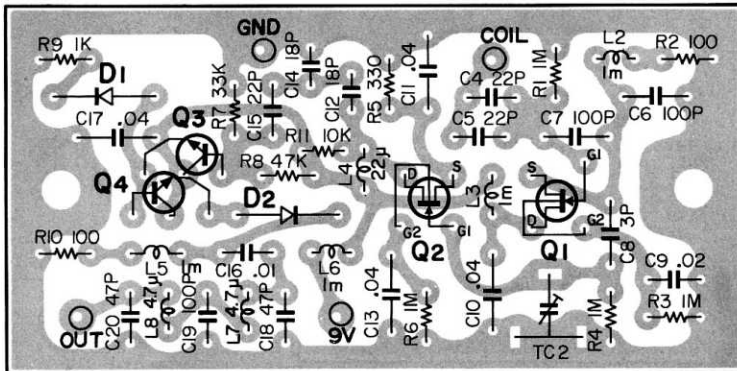 GND
COIL
R9 1K
D1
C17 .04
Q3
Q4
R7 33K
C15 22P
C14 18P
C12 18P
R5 330
C11 .04
C4 22P
C5 22P
R1 1M
L2
1m
R2 100
C7 100P
C6 100P
R11 10K
R8 47K
L4
22μ
D2
D
S
G2
G1
Q2
L3
1m
S
G1
D
G2
Q1
C8 3P
R10 100
L5
1m
C16 .01
L6
1m
C9 .02
R3 1M
OUT
C20 47P
L8 4.7μ
C19 100P
L7 4.7μ
C18 47P
9V
C13 .04
R6 1M
C10 .04
TC2
R4 1M